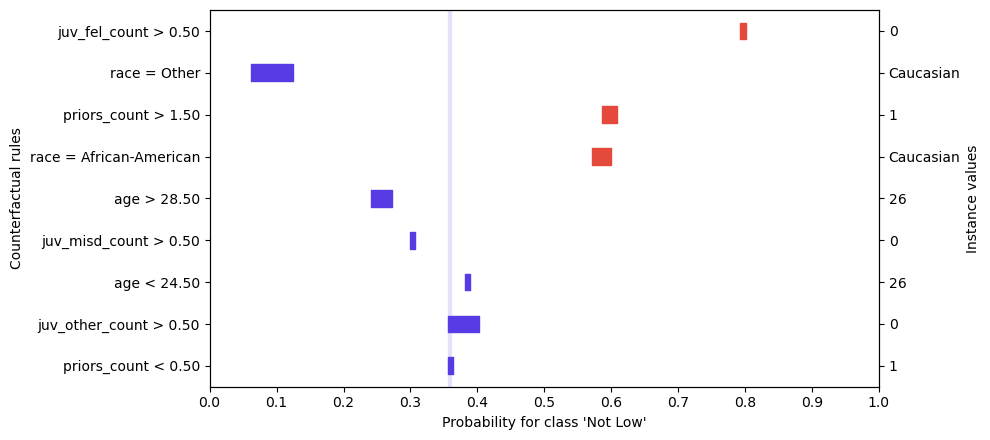 Counterfactual rules
juv_fel_count > 0.50 0
race = Other Caucasian
priors_count > 1.50 1
race = African-American Caucasian
age > 28.50 26
juv_misd_count > 0.50 0
age < 24.50 26
juv_other_count > 0.50 0
priors_count < 0.50 1
Instance values
0.0 0.1 0.2 0.3 0.4 0.5 0.6 0.7 0.8 0.9 1.0
Probability for class 'Not Low'